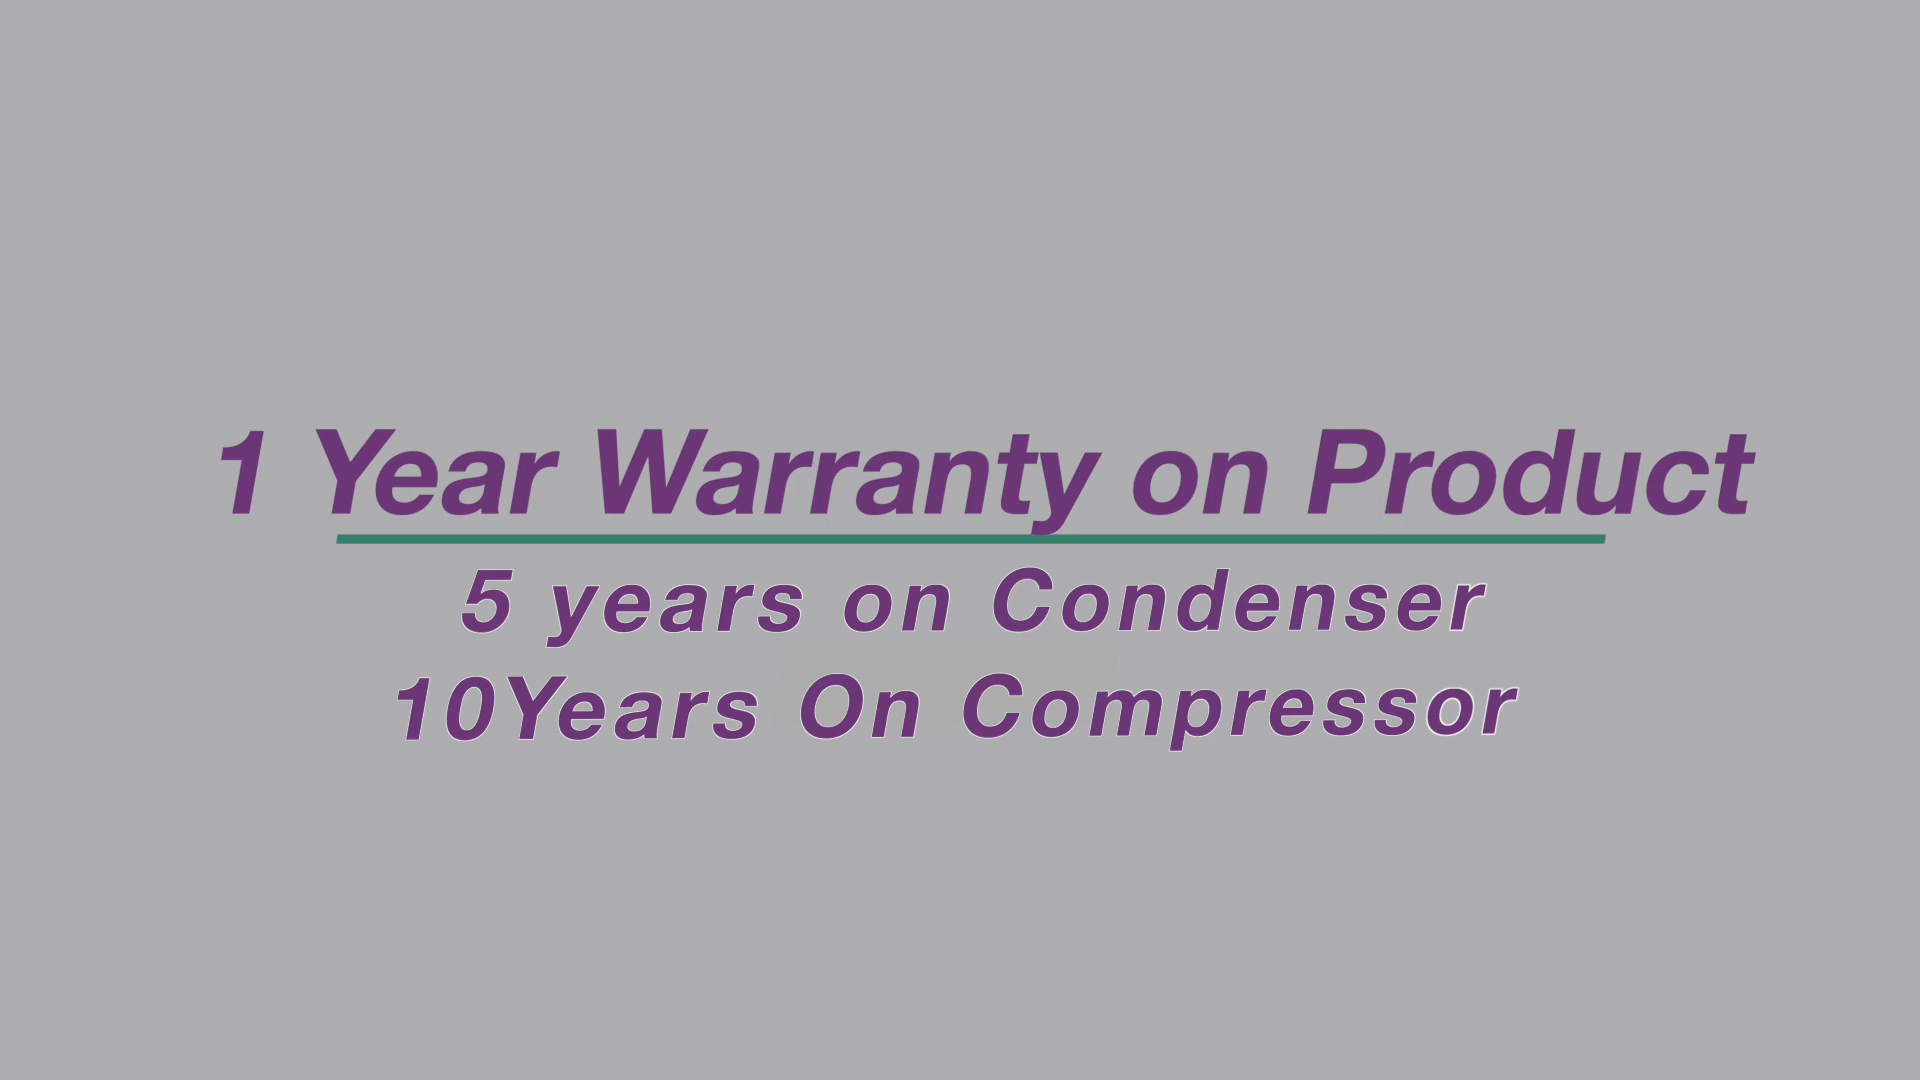 1 Year Warranty on Product
5 years on Condenser
10Years On Compressor